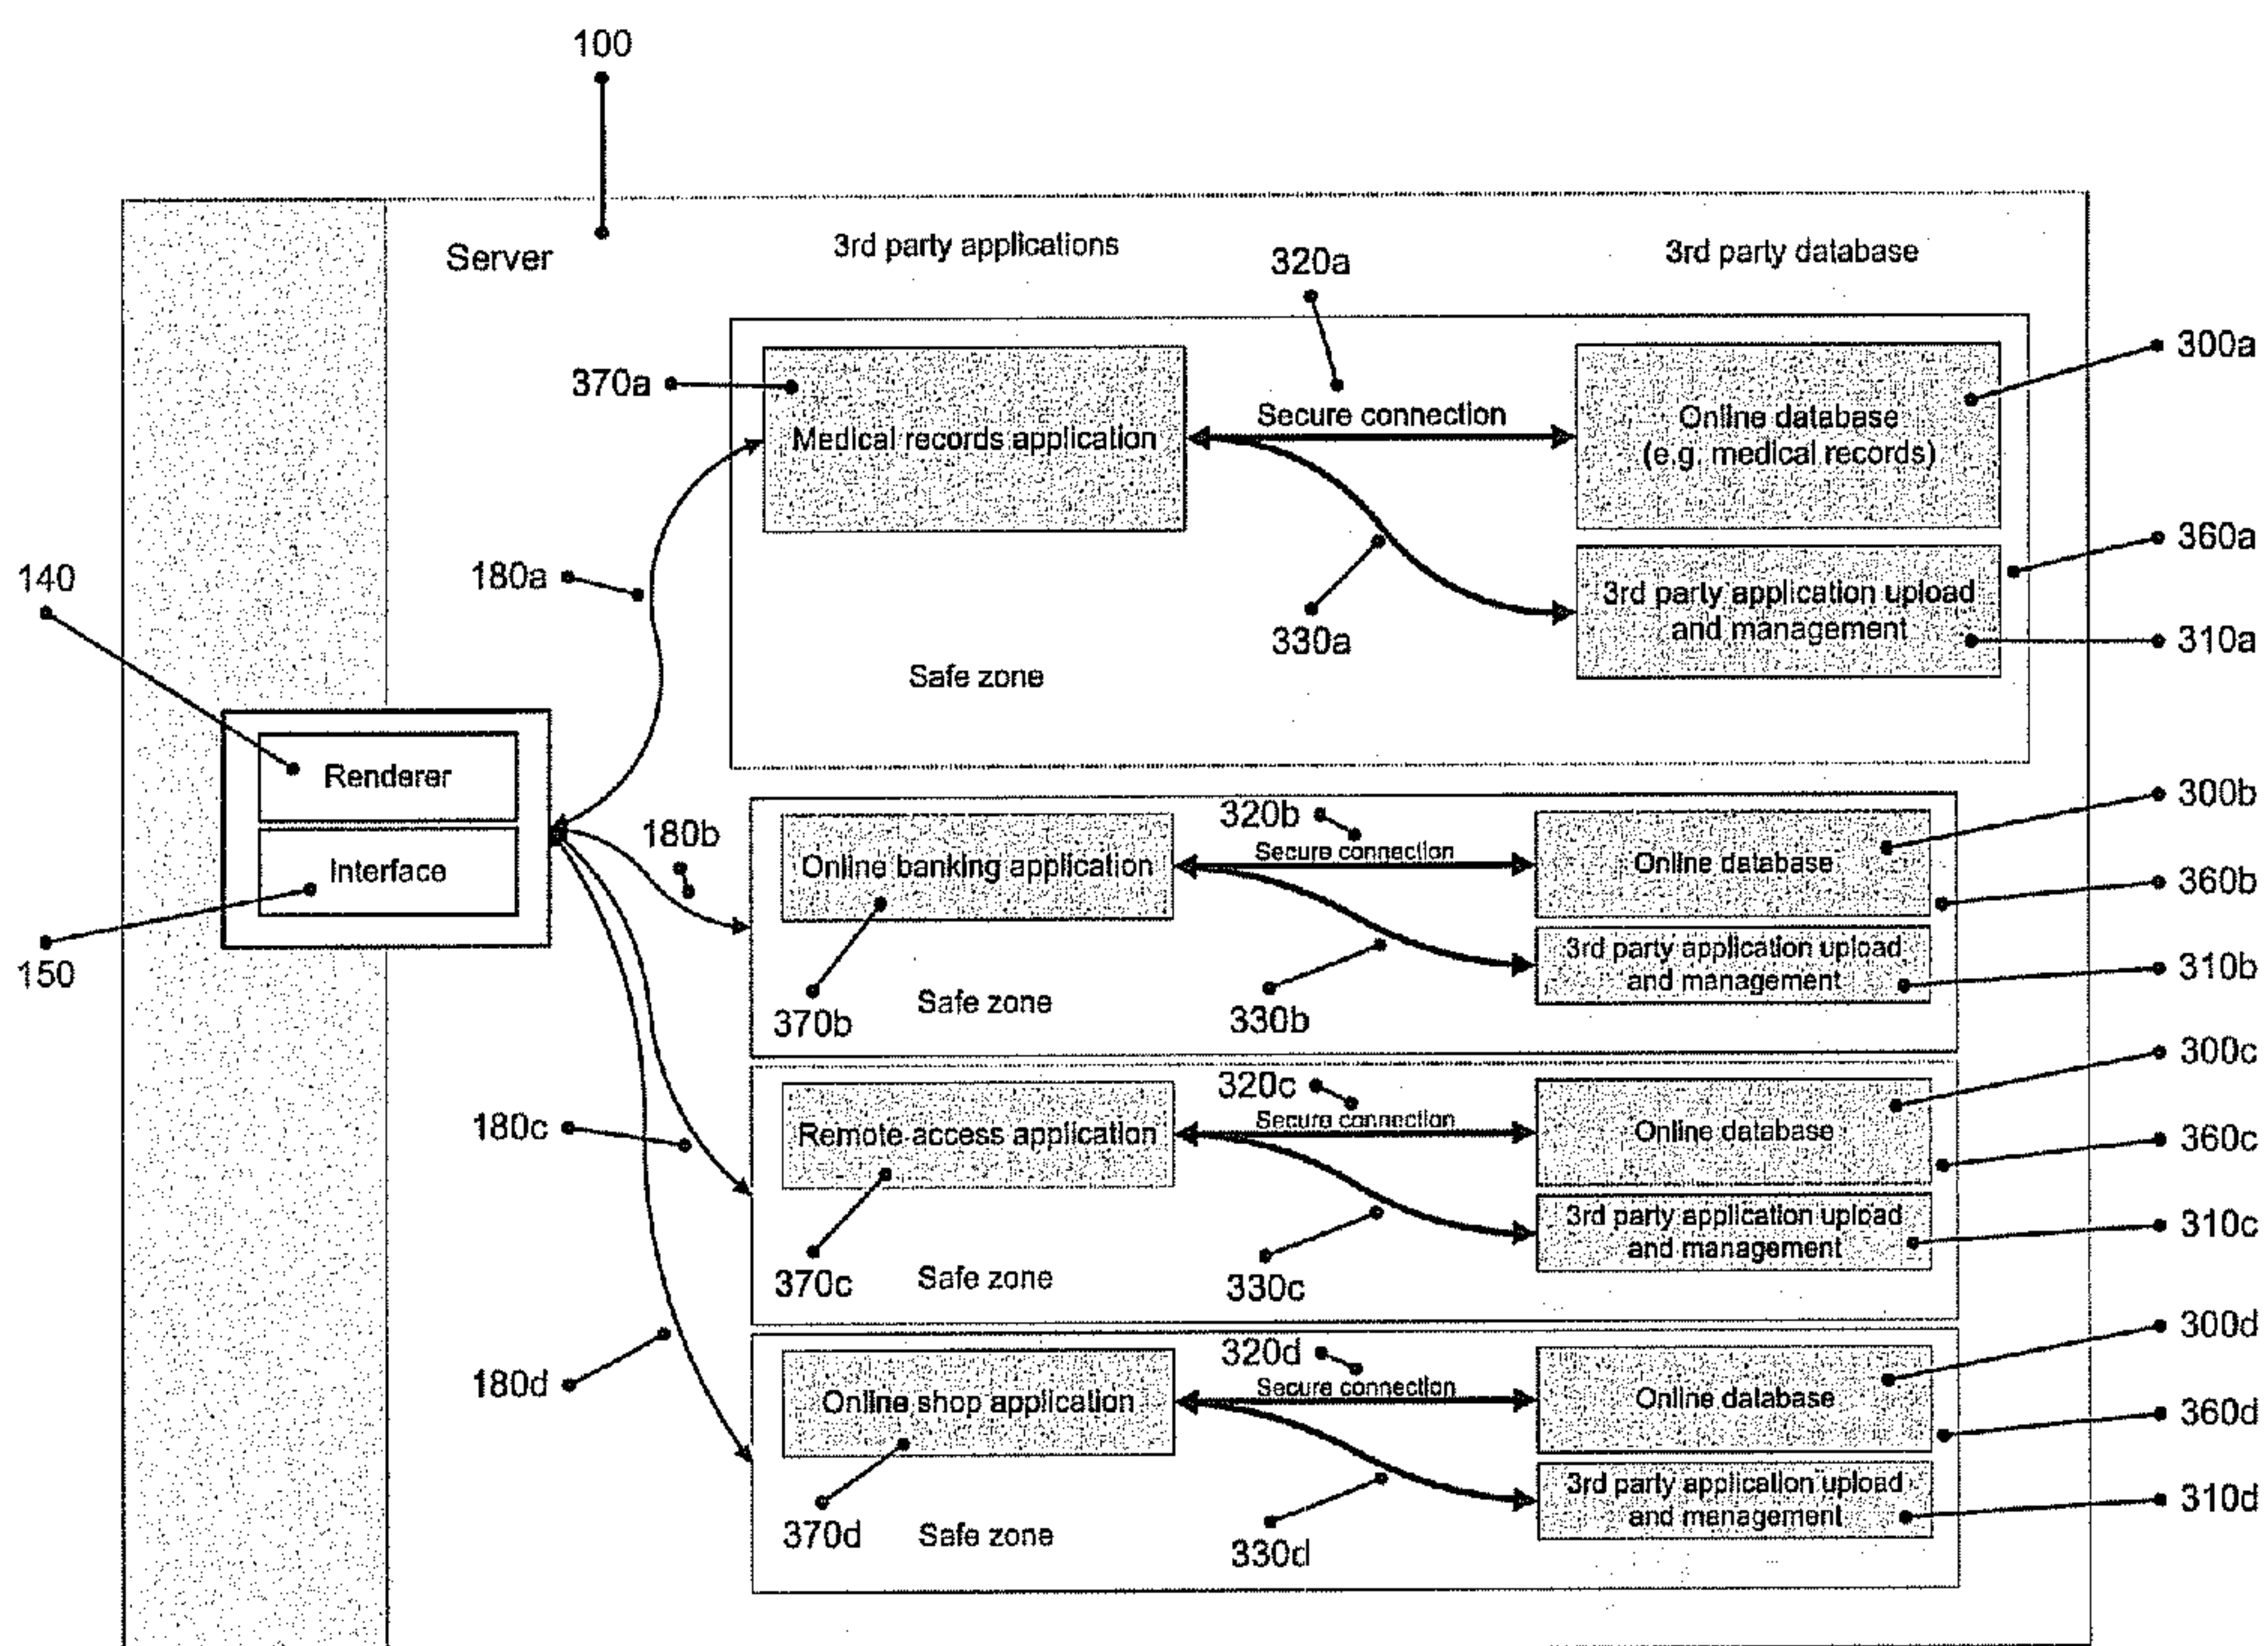 100
Server
3rd party applications
3rd party database
320a
300a
370a
Secure connection
Medical records application
Online database
(e.g. medical records)
360a
180a
140
3rd party application upload
and management
330a
310a
Safe zone
Renderer
Interface
150
180b
320b
300b
Secure connection
Online banking application
Online database
360b
3rd party application upload
and management
310b
370b
Safe zone
330b
300c
320c
Secure connection
180c
Remote access application
Online database
360c
3rd party application upload
and management
310c
370c
Safe zone
330c
300d
320d
Secure connection
180d
Online shop application
Online database
360d
3rd party application upload
and management
310d
370d
Safe zone
330d